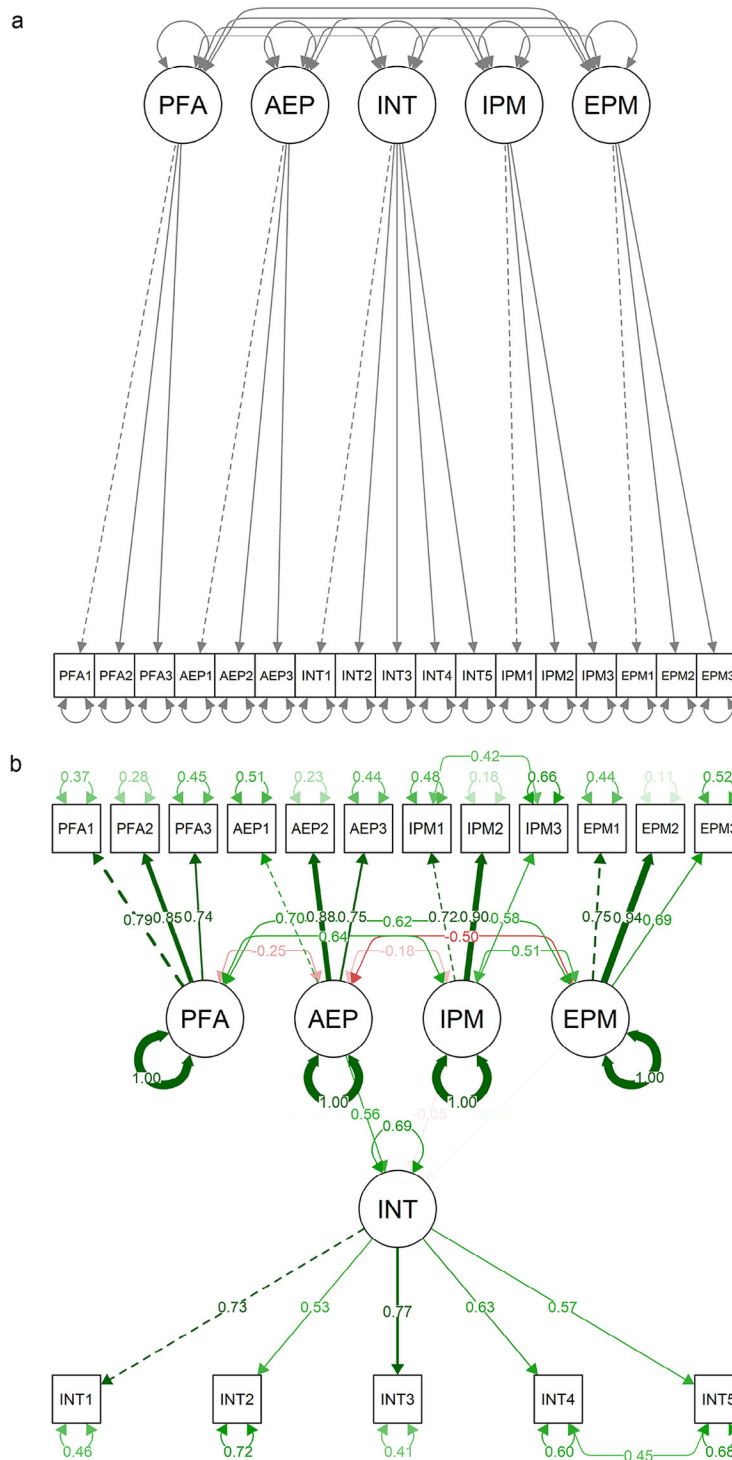 a
PFA AEP INT IPM EPM
PFA1 PFA2 PFA3 AEP1 AEP2 AEP3 INT1 INT2 INT3 INT4 INT5 IPM1 IPM2 IPM3 EPM1 EPM2 EPM3
b
0.42
0.37 0.28 0.45 0.51 0.23 0.44 0.48 0.18 0.66 0.44 0.11 0.52
PFA1 PFA2 PFA3 AEP1 AEP2 AEP3 IPM1 IPM2 IPM3 EPM1 EPM2 EPM3
0.79 0.85 0.74 0.70 0.88 0.75 0.62 0.72 0.90 0.58 0.75 0.94 0.69
0.64 -0.50
-0.25 -0.18 0.51
PFA AEP IPM EPM
1.00 1.00 1.00 1.00
0.56 -0.05
0.69
INT
0.73 0.53 0.77 0.63 0.57
INT1 INT2 INT3 INT4 INT5
0.46 0.72 0.41 0.60 0.45 0.68